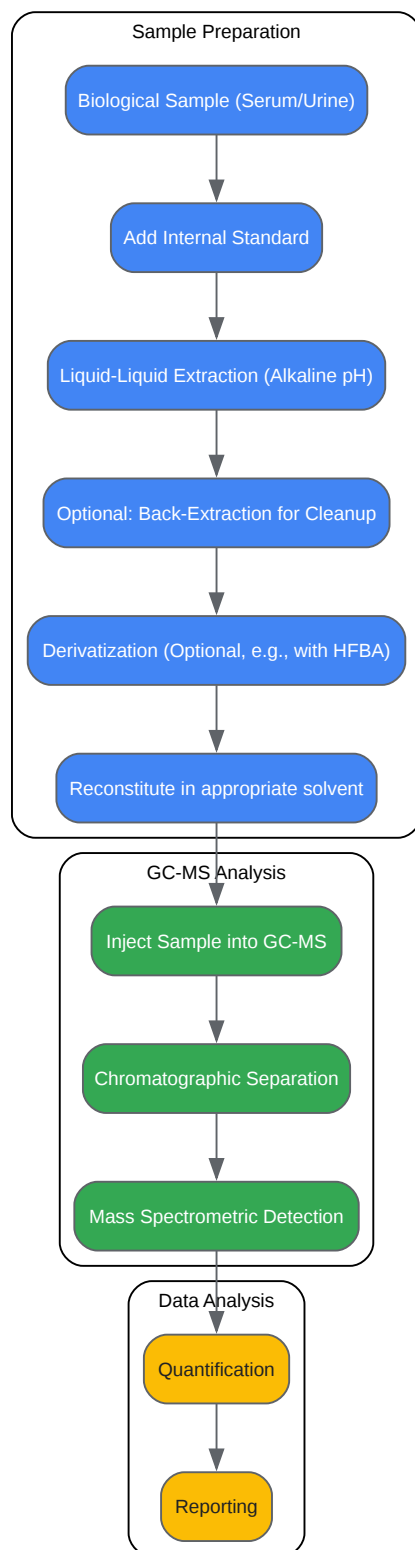 Sample Preparation
Biological Sample (Serum/Urine)
Add Internal Standard
Liquid-Liquid Extraction (Alkaline pH)
Optional: Back-Extraction for Cleanup
Derivatization (Optional, e.g., with HFBA)
Reconstitute in appropriate solvent
GC-MS Analysis
Inject Sample into GC-MS
Chromatographic Separation
Mass Spectrometric Detection
Data Analysis
Quantification
Reporting